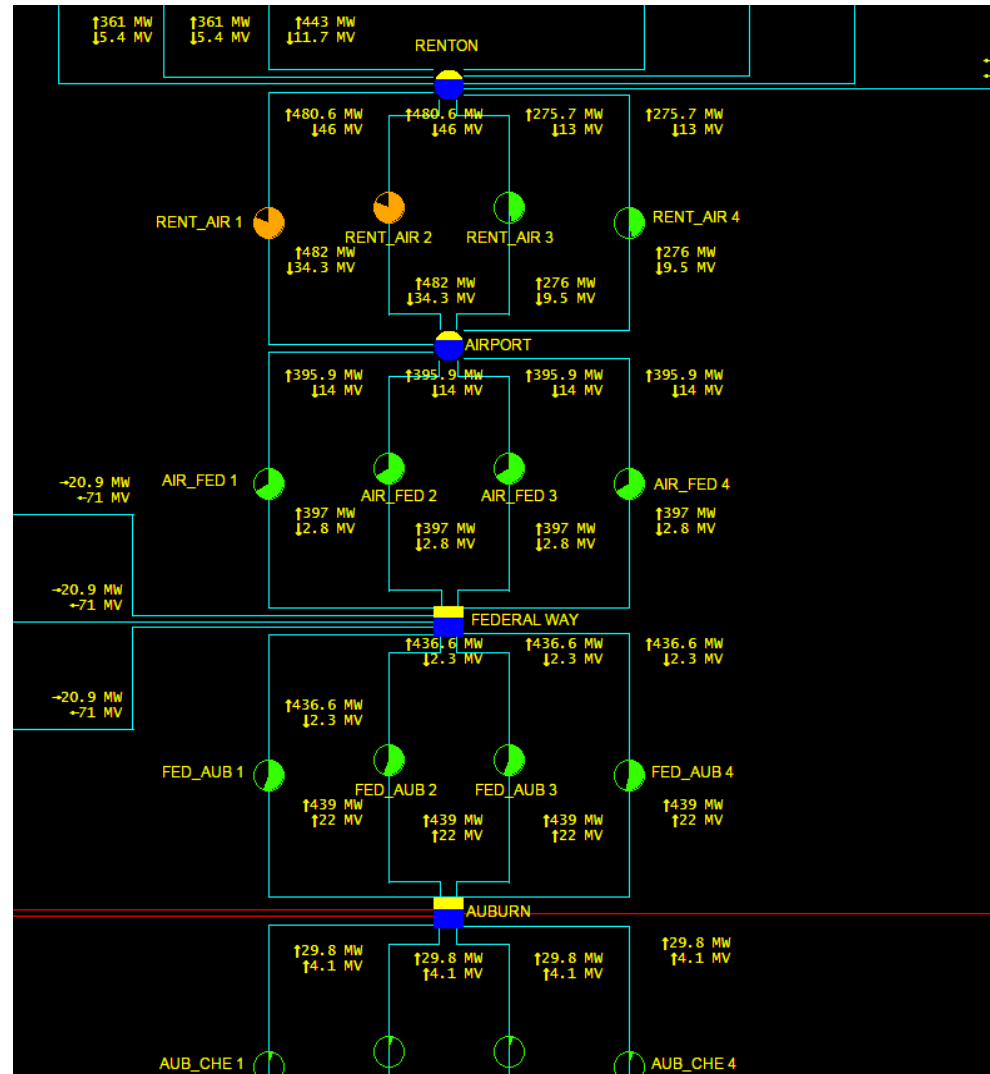 ↑361 MW ↑361 MW ↑443 MW
↓5.4 MV ↓5.4 MV ↓11.7 MV
RENTON
↑480.6 MW ↑480.6 MW ↑275.7 MW ↑275.7 MW
↓46 MV ↓46 MV ↓13 MV ↓13 MV
RENT_AIR 1 RENT_AIR 2 RENT_AIR 3 RENT_AIR 4
↑482 MW ↑276 MW
↓34.3 MV ↓9.5 MV
↑482 MW ↑276 MW
↓34.3 MV ↓9.5 MV
AIRPORT
↑395.9 MW ↑395.9 MW ↑395.9 MW ↑395.9 MW
↓14 MV ↓14 MV ↓14 MV ↓14 MV
→20.9 MW AIR_FED 1 AIR_FED 2 AIR_FED 3 AIR_FED 4
←71 MV
↑397 MW ↑397 MW
↓2.8 MV ↓2.8 MV
↑397 MW ↑397 MW
↓2.8 MV ↓2.8 MV
→20.9 MW
←71 MV
FEDERAL WAY
↑436.6 MW ↑436.6 MW ↑436.6 MW
↓2.3 MV ↓2.3 MV ↓2.3 MV
→20.9 MW ↑436.6 MW
←71 MV ↓2.3 MV
FED_AUB 1 FED_AUB 2 FED_AUB 3 FED_AUB 4
↑439 MW ↑439 MW
↑22 MV ↑22 MV
↑439 MW ↑439 MW
↑22 MV ↑22 MV
AUBURN
↑29.8 MW ↑29.8 MW ↑29.8 MW ↑29.8 MW
↑4.1 MV ↑4.1 MV ↑4.1 MV ↑4.1 MV
AUB_CHE 1 AUB_CHE 4